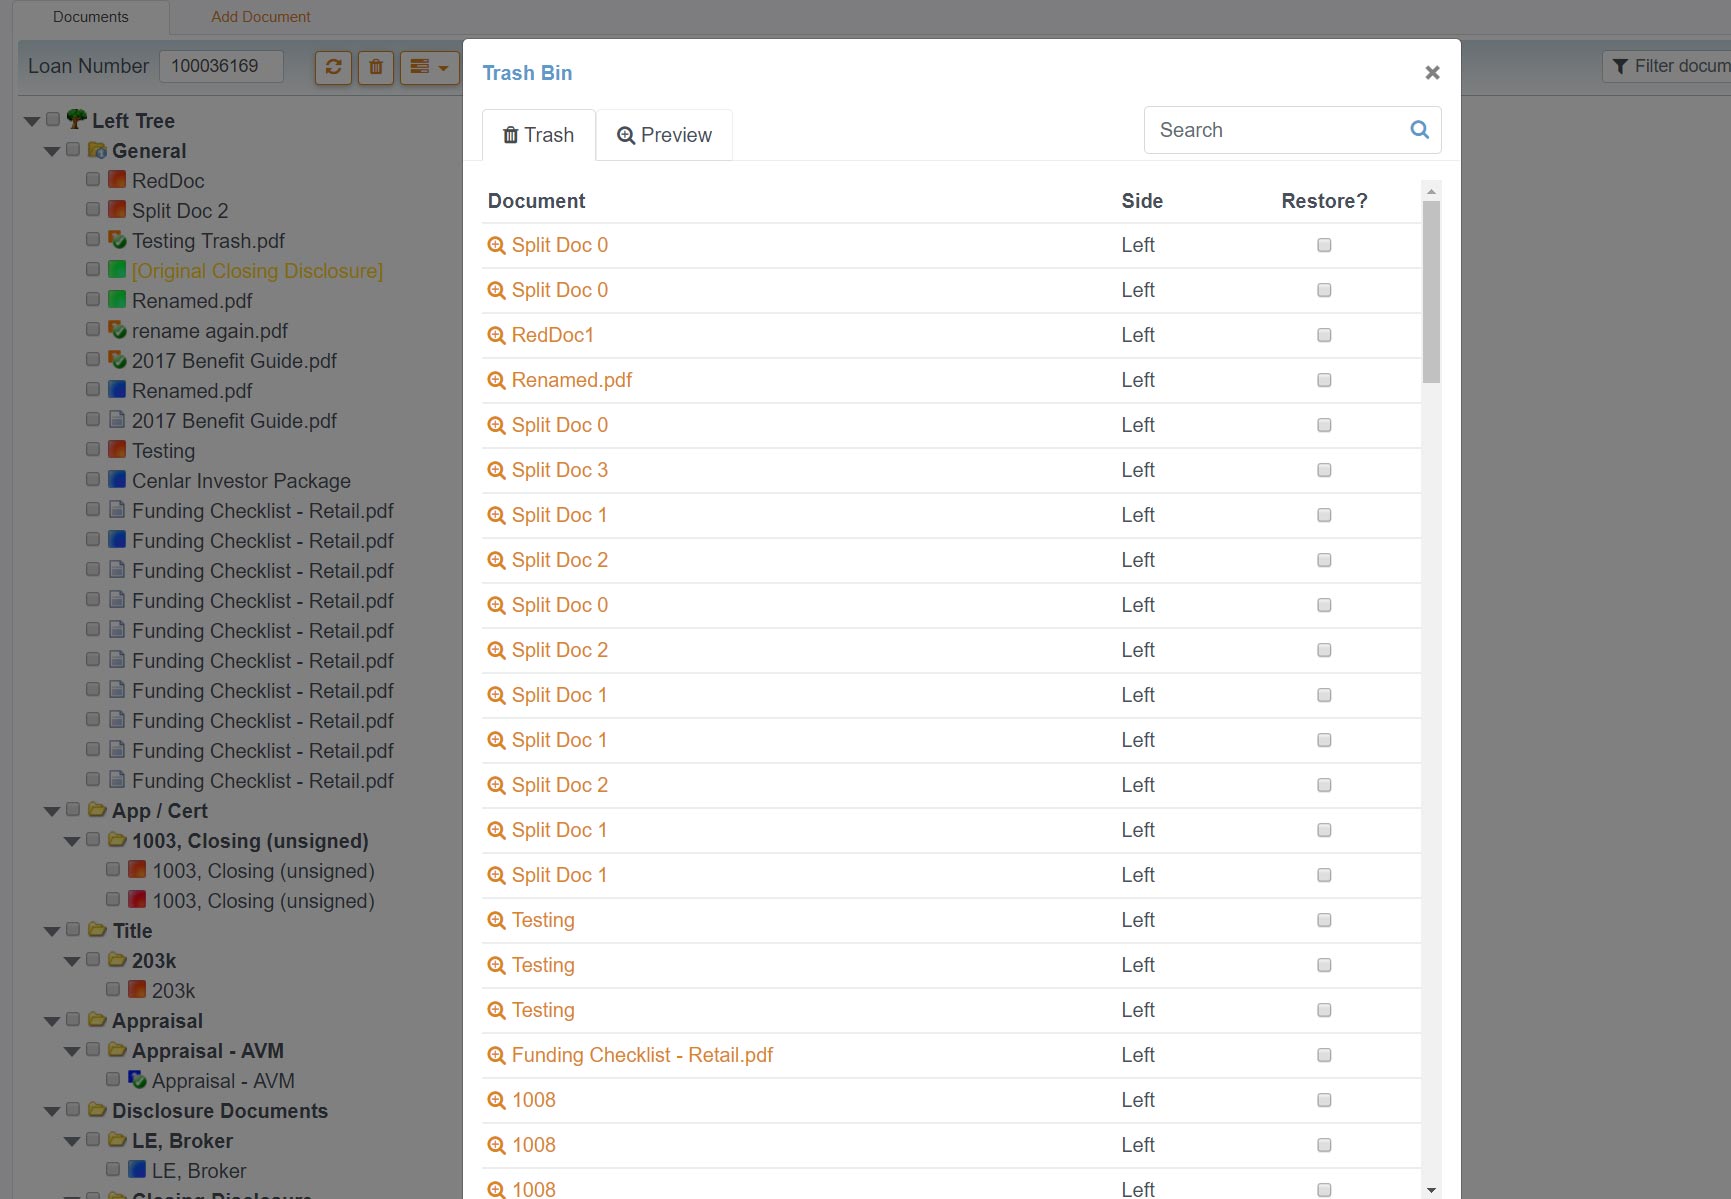 Documents
Add Document
Loan Number 100036169
Filter docum
Left Tree
General
RedDoc
Split Doc 2
Testing Trash.pdf
[Original Closing Disclosure]
Renamed.pdf
rename again.pdf
2017 Benefit Guide.pdf
Renamed.pdf
2017 Benefit Guide.pdf
Testing
Cenlar Investor Package
Funding Checklist - Retail.pdf
Funding Checklist - Retail.pdf
Funding Checklist - Retail.pdf
Funding Checklist - Retail.pdf
Funding Checklist - Retail.pdf
Funding Checklist - Retail.pdf
Funding Checklist - Retail.pdf
Funding Checklist - Retail.pdf
Funding Checklist - Retail.pdf
Funding Checklist - Retail.pdf
App / Cert
1003, Closing (unsigned)
1003, Closing (unsigned)
1003, Closing (unsigned)
Title
203k
203k
Appraisal
Appraisal - AVM
Appraisal - AVM
Disclosure Documents
LE, Broker
LE, Broker
Closing Disclosure
Trash Bin
Trash
Preview
Search
Document Side Restore?
Split Doc 0 Left
Split Doc 0 Left
RedDoc1 Left
Renamed.pdf Left
Split Doc 0 Left
Split Doc 3 Left
Split Doc 1 Left
Split Doc 2 Left
Split Doc 0 Left
Split Doc 2 Left
Split Doc 1 Left
Split Doc 1 Left
Split Doc 2 Left
Split Doc 1 Left
Split Doc 1 Left
Testing Left
Testing Left
Testing Left
Funding Checklist - Retail.pdf Left
1008 Left
1008 Left
1008 Left